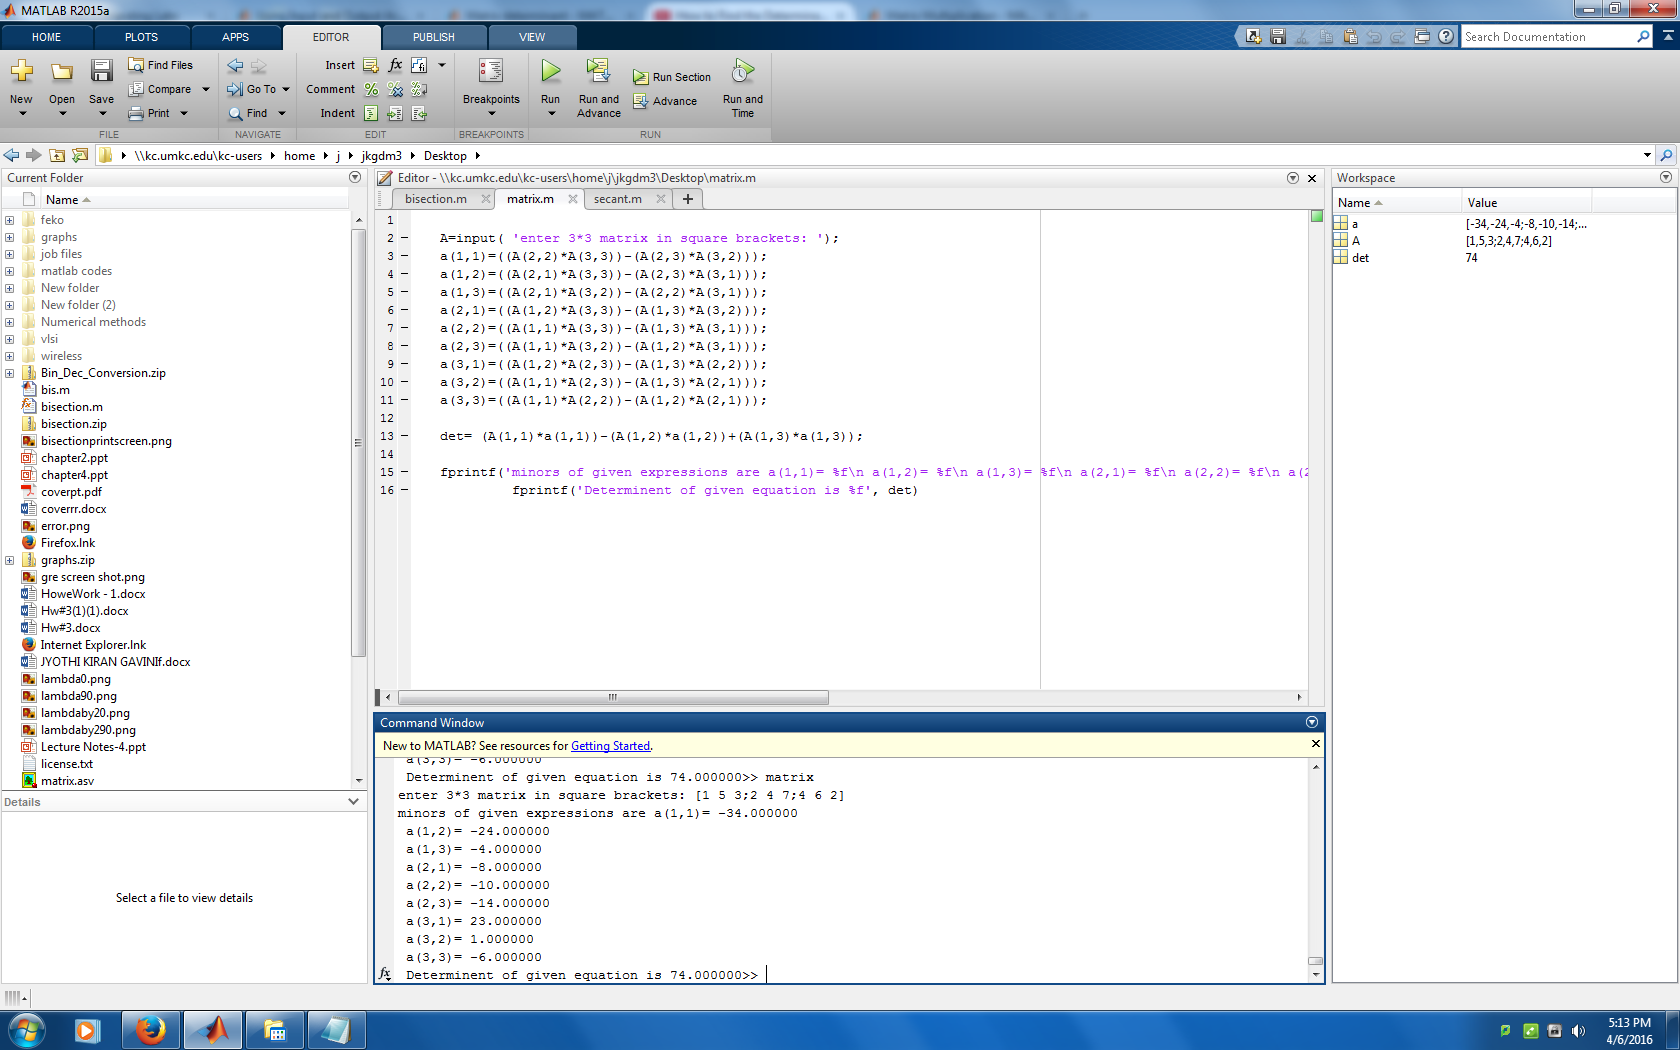 MATLAB R2015a
HOME PLOTS APPS EDITOR PUBLISH VIEW
Search Documentation
New Open Save
Find Files
Compare
Print
FILE
Go To
Find
NAVIGATE
Insert
Comment
Indent
EDIT
Breakpoints
BREAKPOINTS
Run
Run and Advance
Run Section
Advance
Run and Time
RUN
\\kc.umkc.edu\kc-users home j jkgdm3 Desktop
Current Folder
Name
feko
graphs
job files
matlab codes
New folder
New folder (2)
Numerical methods
vlsi
wireless
Bin_Dec_Conversion.zip
bis.m
bisection.m
bisection.zip
bisectionprintscreen.png
chapter2.ppt
chapter4.ppt
coverpt.pdf
coverrr.docx
error.png
Firefox.lnk
graphs.zip
gre screen shot.png
HoweWork - 1.docx
Hw#3(1)(1).docx
Hw#3.docx
Internet Explorer.lnk
JYOTHI KIRAN GAVINIf.docx
lambda0.png
lambda90.png
lambdaby20.png
lambdaby290.png
Lecture Notes-4.ppt
license.txt
matrix.asv
Details
Select a file to view details
Editor - \\kc.umkc.edu\kc-users\home\j\jkgdm3\Desktop\matrix.m
bisection.m matrix.m secant.m
1
2 – A=input( 'enter 3*3 matrix in square brackets: ');
3 – a(1,1)=((A(2,2)*A(3,3))-(A(2,3)*A(3,2)));
4 – a(1,2)=((A(2,1)*A(3,3))-(A(2,3)*A(3,1)));
5 – a(1,3)=((A(2,1)*A(3,2))-(A(2,2)*A(3,1)));
6 – a(2,1)=((A(1,2)*A(3,3))-(A(1,3)*A(3,2)));
7 – a(2,2)=((A(1,1)*A(3,3))-(A(1,3)*A(3,1)));
8 – a(2,3)=((A(1,1)*A(3,2))-(A(1,2)*A(3,1)));
9 – a(3,1)=((A(1,2)*A(2,3))-(A(1,3)*A(2,2)));
10 – a(3,2)=((A(1,1)*A(2,3))-(A(1,3)*A(2,1)));
11 – a(3,3)=((A(1,1)*A(2,2))-(A(1,2)*A(2,1)));
12
13 – det= (A(1,1)*a(1,1))-(A(1,2)*a(1,2))+(A(1,3)*a(1,3));
14
15 – fprintf('minors of given expressions are a(1,1)= %f\n a(1,2)= %f\n a(1,3)= %f\n a(2,1)= %f\n a(2,2)= %f\n a(2
16 – fprintf('Determinent of given equation is %f', det)
Command Window
New to MATLAB? See resources for Getting Started.
a(3,3)= -6.000000
Determinent of given equation is 74.000000>> matrix
enter 3*3 matrix in square brackets: [1 5 3;2 4 7;4 6 2]
minors of given expressions are a(1,1)= -34.000000
a(1,2)= -24.000000
a(1,3)= -4.000000
a(2,1)= -8.000000
a(2,2)= -10.000000
a(2,3)= -14.000000
a(3,1)= 23.000000
a(3,2)= 1.000000
a(3,3)= -6.000000
fx Determinent of given equation is 74.000000>>
Workspace
Name Value
a [-34,-24,-4;-8,-10,-14;...
A [1,5,3;2,4,7;4,6,2]
det 74
5:13 PM
4/6/2016